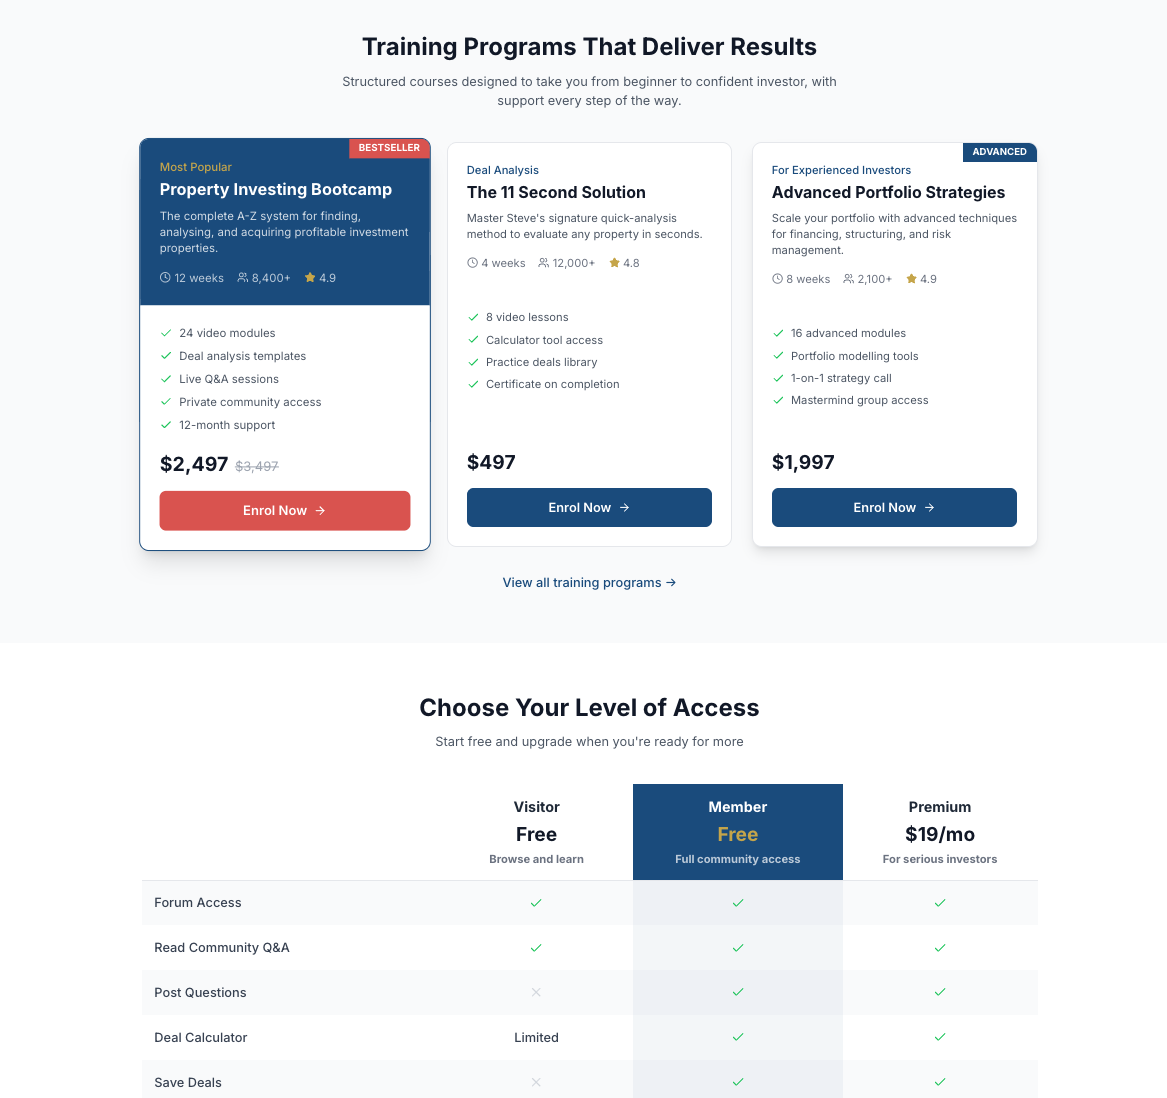 Training Programs That Deliver Results
Structured courses designed to take you from beginner to confident investor, with
support every step of the way.
BESTSELLER
Most Popular
Property Investing Bootcamp
The complete A-Z system for finding,
analysing, and acquiring profitable investment
properties.
12 weeks 8,400+ 4.9
24 video modules
Deal analysis templates
Live Q&A sessions
Private community access
12-month support
$2,497 $3,497
Enrol Now →
Deal Analysis
The 11 Second Solution
Master Steve's signature quick-analysis
method to evaluate any property in seconds.
4 weeks 12,000+ 4.8
8 video lessons
Calculator tool access
Practice deals library
Certificate on completion
$497
Enrol Now →
ADVANCED
For Experienced Investors
Advanced Portfolio Strategies
Scale your portfolio with advanced techniques
for financing, structuring, and risk
management.
8 weeks 2,100+ 4.9
16 advanced modules
Portfolio modelling tools
1-on-1 strategy call
Mastermind group access
$1,997
Enrol Now →
View all training programs →
Choose Your Level of Access
Start free and upgrade when you're ready for more
Visitor Member Premium
Free Free $19/mo
Browse and learn Full community access For serious investors
Forum Access
Read Community Q&A
Post Questions
Deal Calculator Limited
Save Deals